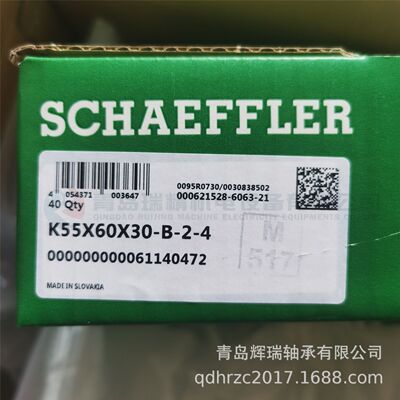 SCHAEFFLER
0095R0730/0030838502
000621528-6063-21
4 054371 003647
40 Qty
K55X60X30-B-2-4
000000000061140472
M
517
MADE IN SLOVAKIA
青岛辉瑞轴承有限公司
qdhrzc2017.1688.com